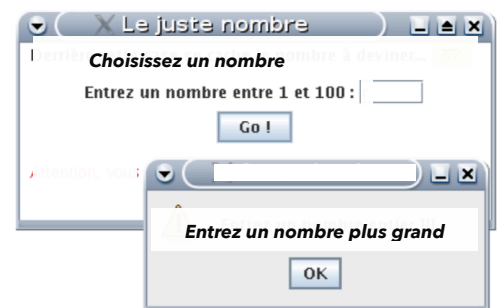 Le juste nombre
Choisissez un nombre
Entrez un nombre entre 1 et 100 :
Go !
Entrez un nombre plus grand
OK